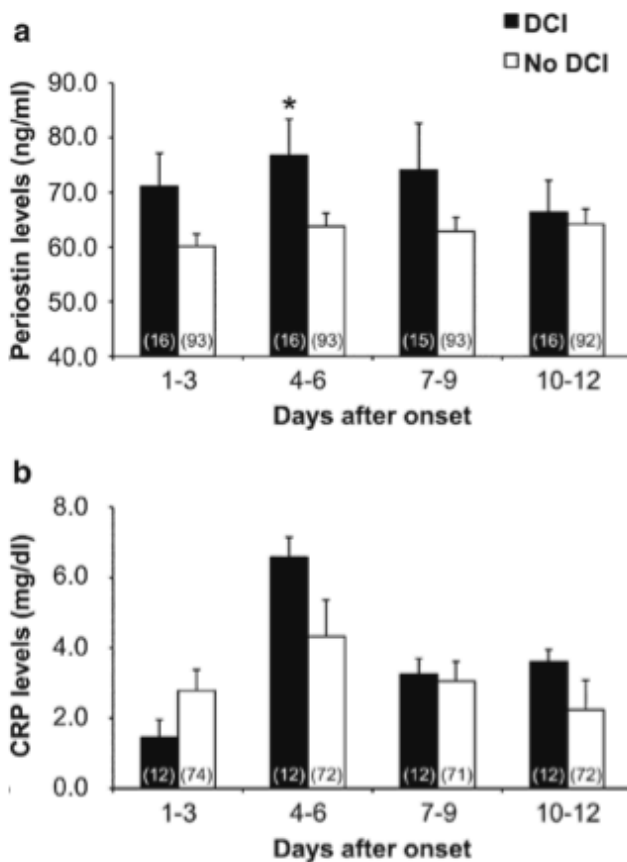 a
DCI
No DCI
Periostin levels (ng/ml)
90.0
80.0
70.0
60.0
50.0
40.0
*
(16) (93) (16) (93) (15) (93) (16) (92)
1-3 4-6 7-9 10-12
Days after onset
b
CRP levels (mg/dl)
8.0
6.0
4.0
2.0
0.0
(12) (74) (12) (72) (12) (71) (12) (72)
1-3 4-6 7-9 10-12
Days after onset